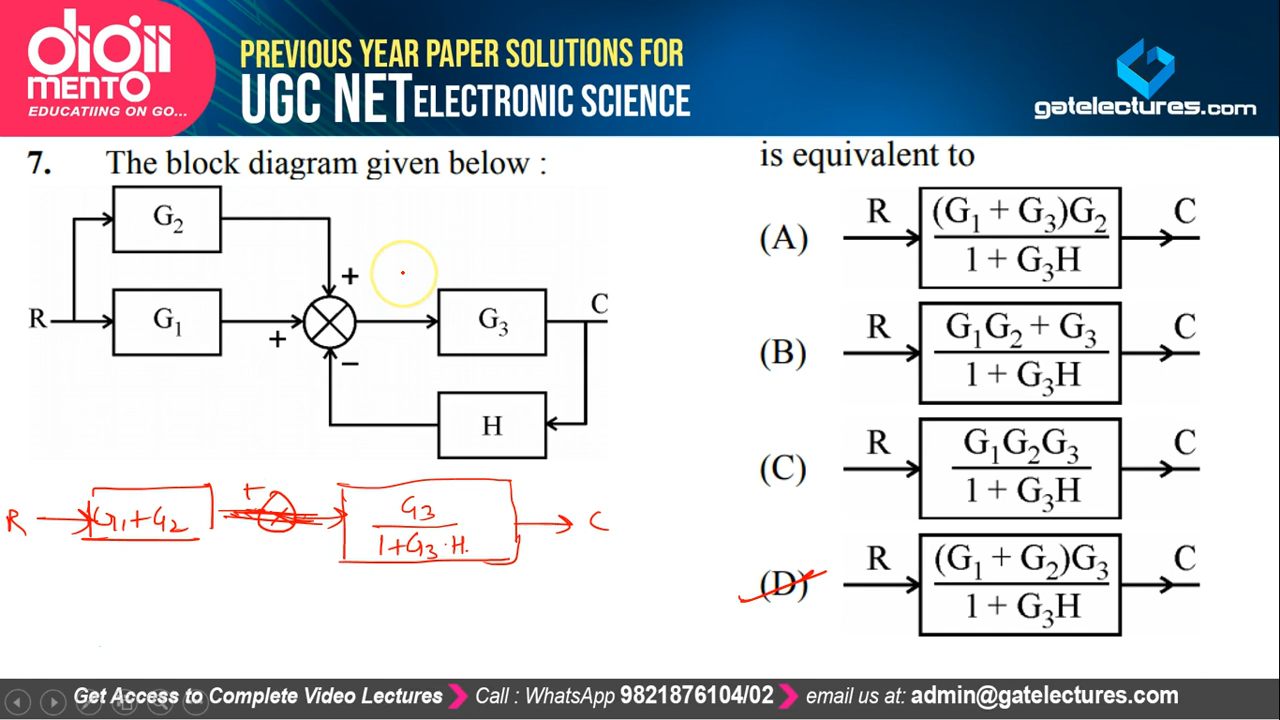 dioii
MENTO
EDUCATIING ON GO...
PREVIOUS YEAR PAPER SOLUTIONS FOR
UGC NET ELECTRONIC SCIENCE
gatelectures.com
7. The block diagram given below :
G₂
+
R
G₁
+
−
G₃
C
H
R
G₁+G₂
+
G₃
1+G₃·H.
C
is equivalent to
(A) R (G₁ + G₃)G₂ C
1 + G₃H
(B) R G₁G₂ + G₃ C
1 + G₃H
(C) R G₁G₂G₃ C
1 + G₃H
(D) R (G₁ + G₂)G₃ C
1 + G₃H
Get Access to Complete Video Lectures Call : WhatsApp 9821876104/02 email us at: admin@gatelectures.com